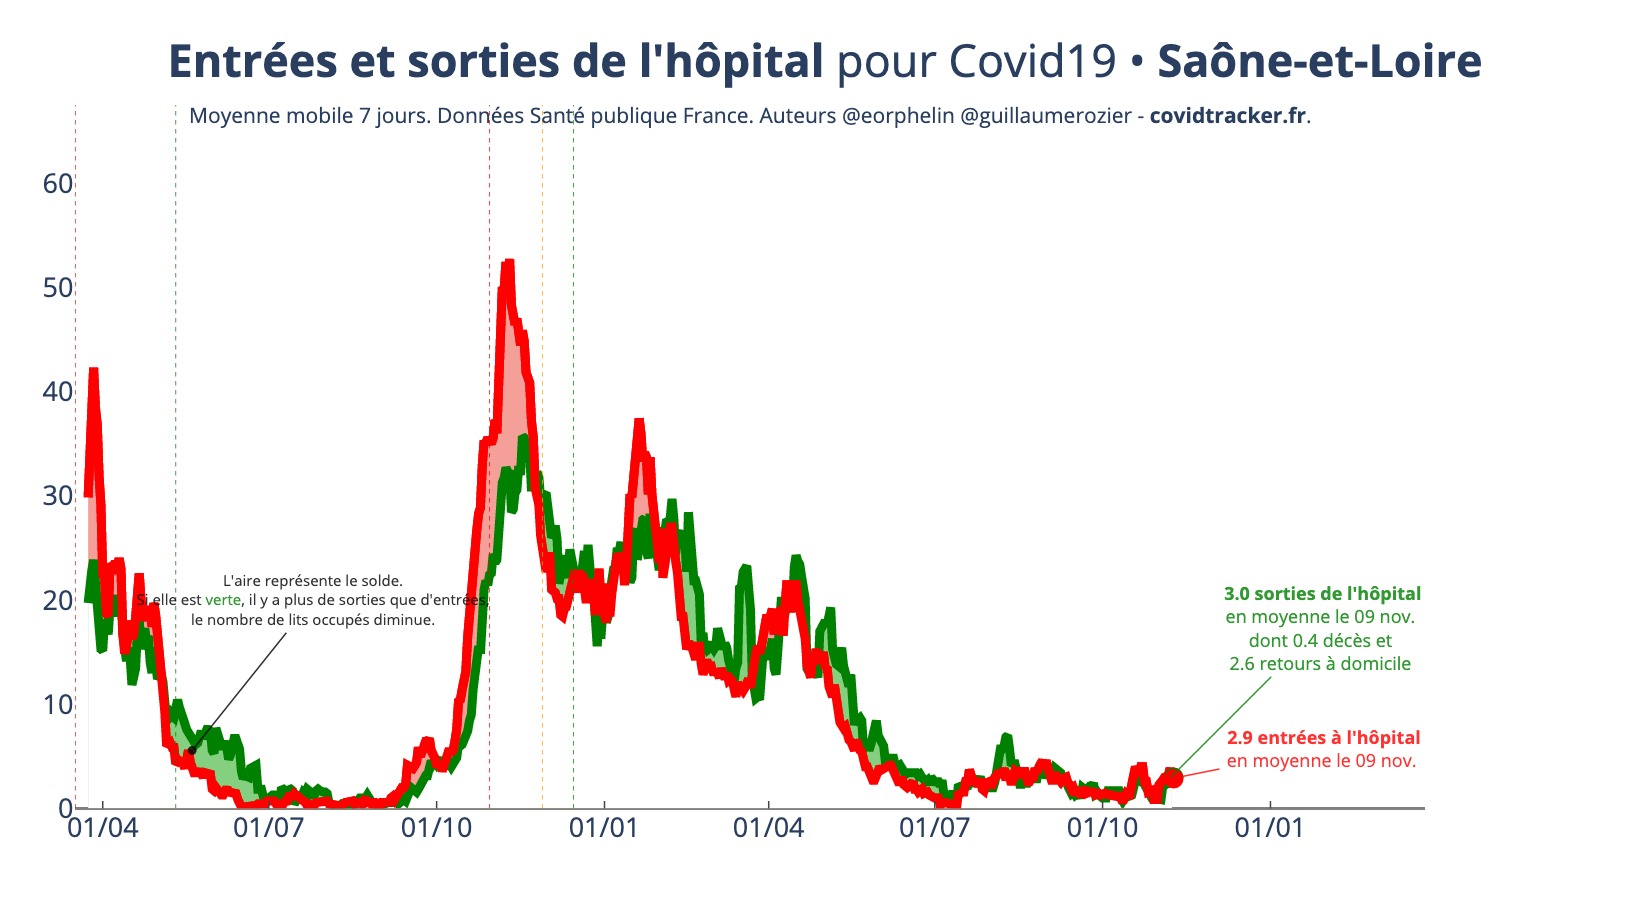 Entrées et sorties de l'hôpital pour Covid19 • Saône-et-Loire
Moyenne mobile 7 jours. Données Santé publique France. Auteurs @eorphelin @guillaumerozier - covidtracker.fr.
60
50
40
30
20
10
0
L'aire représente le solde.
Si elle est verte, il y a plus de sorties que d'entrées,
le nombre de lits occupés diminue.
3.0 sorties de l'hôpital
en moyenne le 09 nov.
dont 0.4 décès et
2.6 retours à domicile
2.9 entrées à l'hôpital
en moyenne le 09 nov.
01/04
01/07
01/10
01/01
01/04
01/07
01/10
01/01